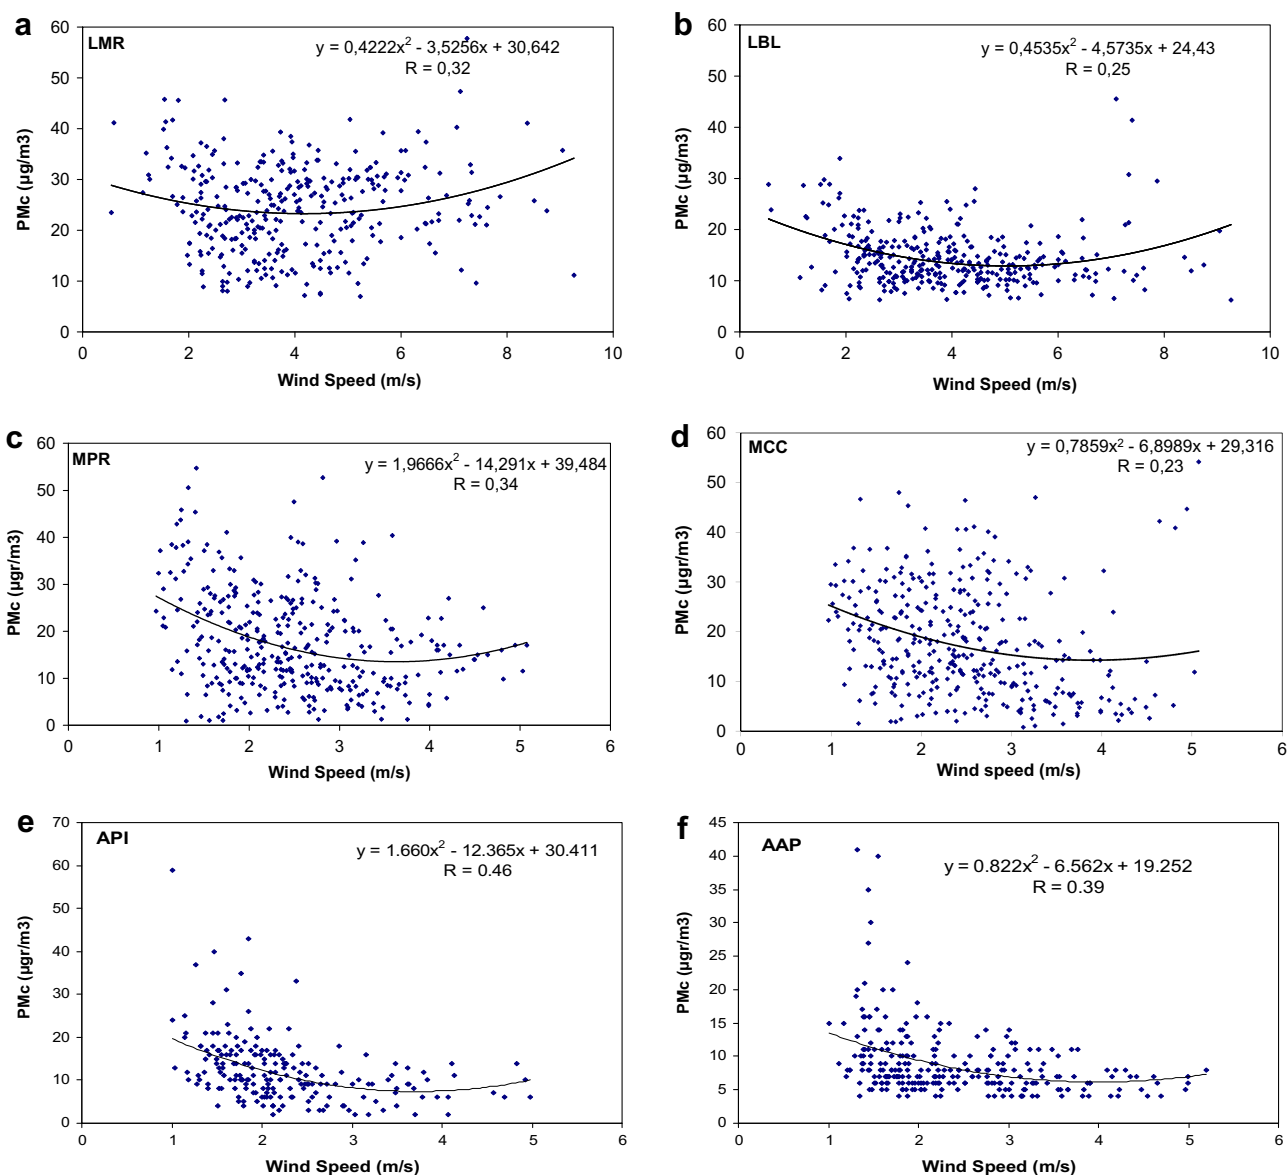 a
LMR
y = 0,4222x² - 3,5256x + 30,642
R = 0,32
PMc (µg/m3)
60
50
40
30
20
10
0
0 2 4 6 8 10
Wind Speed (m/s)
b
LBL
y = 0,4535x² - 4,5735x + 24,43
R = 0,25
PMc (µg/m3)
60
50
40
30
20
10
0
0 2 4 6 8 10
Wind Speed (m/s)
c
MPR
y = 1,9666x² - 14,291x + 39,484
R = 0,34
PMc (µgr/m3)
60
50
40
30
20
10
0
0 1 2 3 4 5 6
Wind Speed (m/s)
d
MCC
y = 0,7859x² - 6,8989x + 29,316
R = 0,23
PMc (µgr/m3)
60
50
40
30
20
10
0
0 1 2 3 4 5 6
Wind speed (m/s)
e
API
y = 1.660x² - 12.365x + 30.411
R = 0.46
PMc (µgr/m3)
70
60
50
40
30
20
10
0
0 1 2 3 4 5 6
Wind Speed (m/s)
f
AAP
y = 0.822x² - 6.562x + 19.252
R = 0.39
PMc (µgr/m3)
45
40
35
30
25
20
15
10
5
0
0 1 2 3 4 5 6
Wind Speed (m/s)